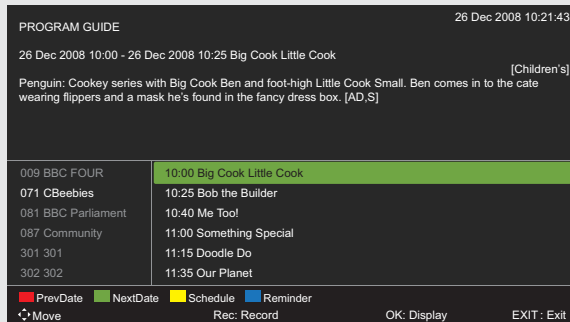 PROGRAM GUIDE
26 Dec 2008 10:21:43
26 Dec 2008 10:00 - 26 Dec 2008 10:25 Big Cook Little Cook
[Children's]
Penguin: Cookey series with Big Cook Ben and foot-high Little Cook Small. Ben comes in to the cate
wearing flippers and a mask he's found in the fancy dress box. [AD,S]
009 BBC FOUR 10:00 Big Cook Little Cook
071 CBeebies 10:25 Bob the Builder
081 BBC Parliament 10:40 Me Too!
087 Community 11:00 Something Special
301 301 11:15 Doodle Do
302 302 11:35 Our Planet
PrevDate NextDate Schedule Reminder
Move Rec: Record OK: Display EXIT : Exit